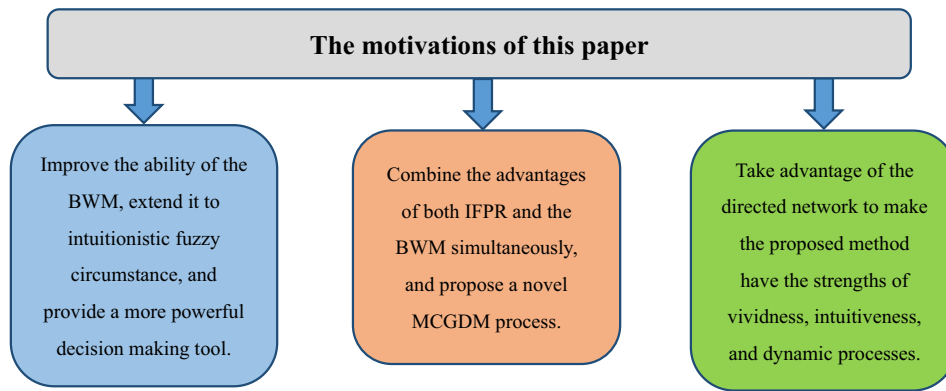 The motivations of this paper
Improve the ability of the
BWM, extend it to
intuitionistic fuzzy
circumstance, and
provide a more powerful
decision making tool.
Combine the advantages
of both IFPR and the
BWM simultaneously,
and propose a novel
MCGDM process.
Take advantage of the
directed network to make
the proposed method
have the strengths of
vividness, intuitiveness,
and dynamic processes.